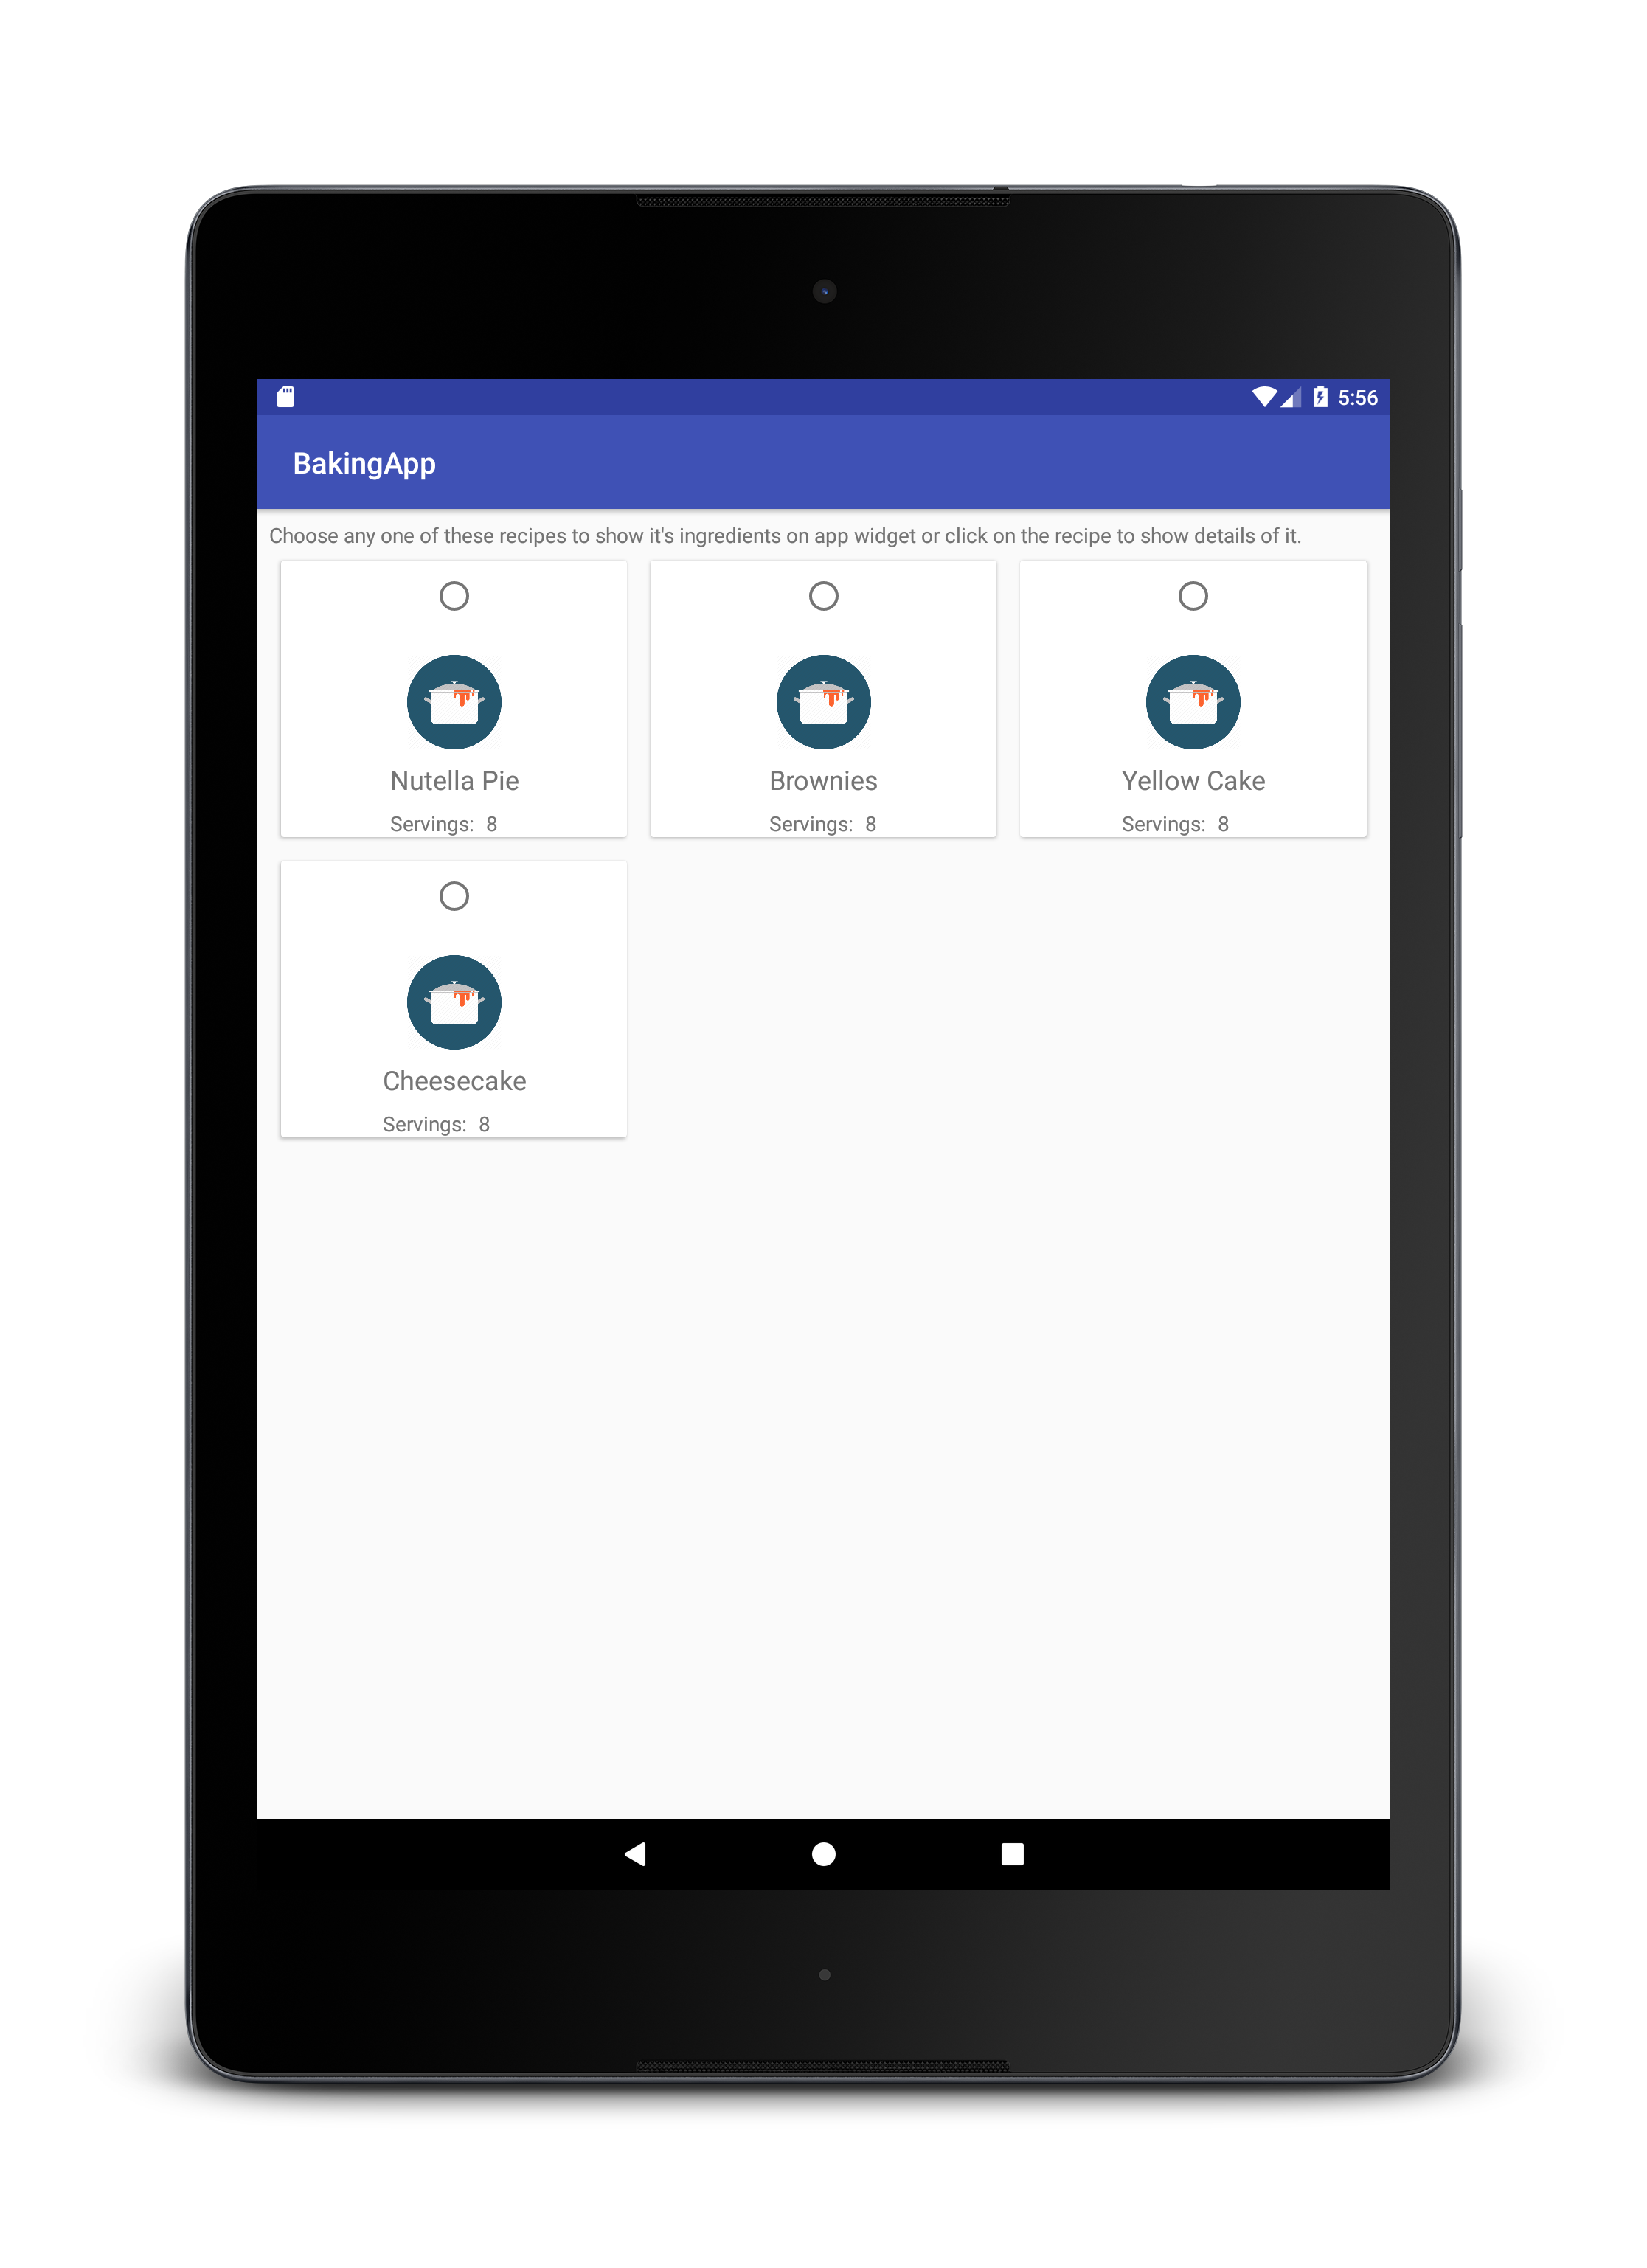 5:56
BakingApp
Choose any one of these recipes to show it's ingredients on app widget or click on the recipe to show details of it.
Nutella Pie
Servings: 8
Brownies
Servings: 8
Yellow Cake
Servings: 8
Cheesecake
Servings: 8